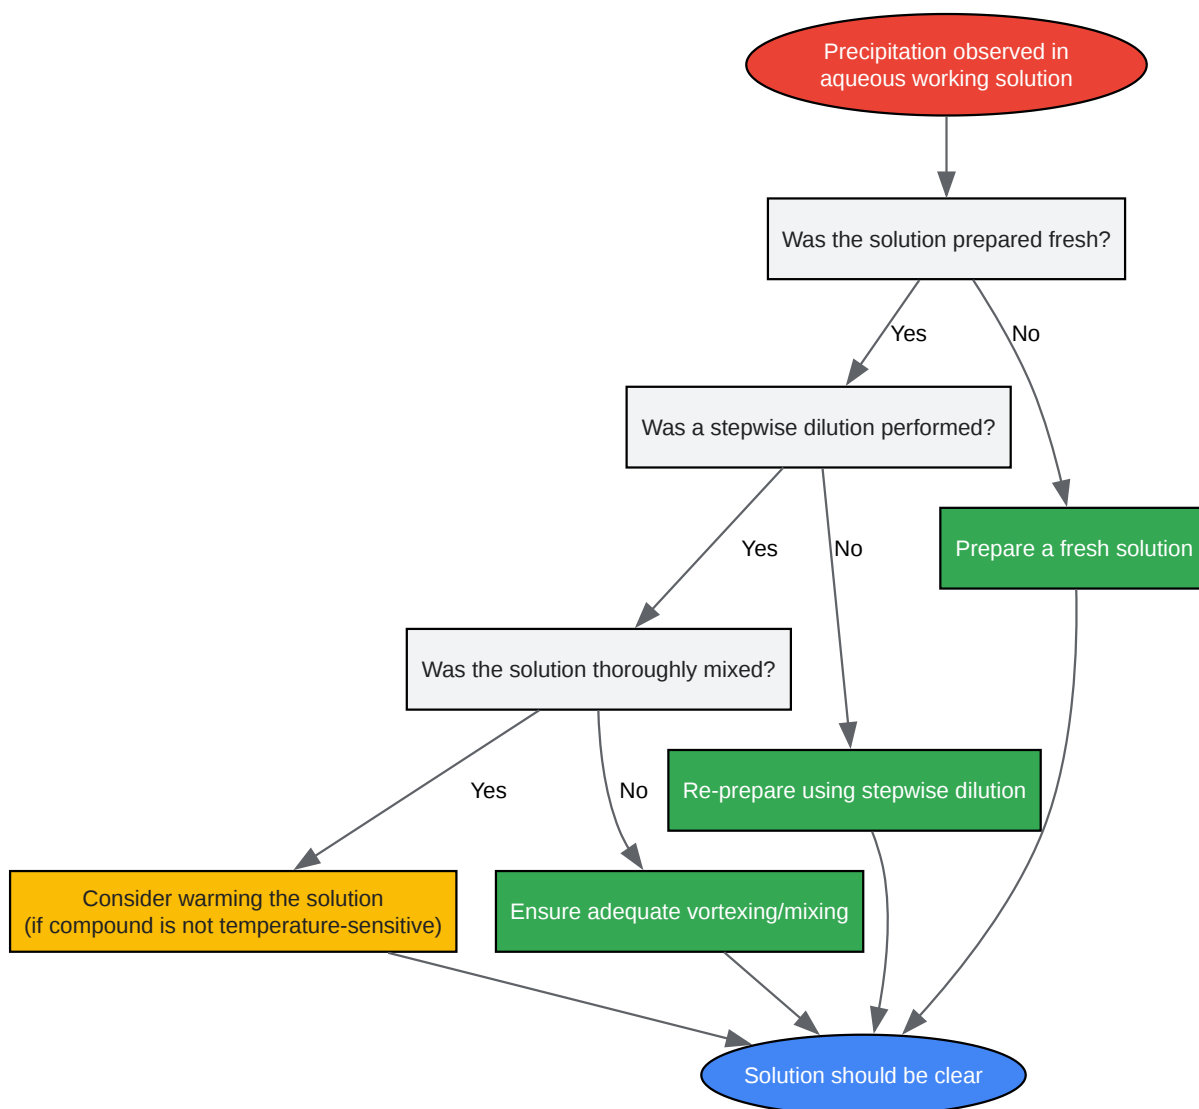 Precipitation observed in
aqueous working solution
Was the solution prepared fresh?
Yes
No
Was a stepwise dilution performed?
Yes
No
Prepare a fresh solution
Was the solution thoroughly mixed?
Yes
No
Re-prepare using stepwise dilution
Consider warming the solution
(if compound is not temperature-sensitive)
Ensure adequate vortexing/mixing
Solution should be clear